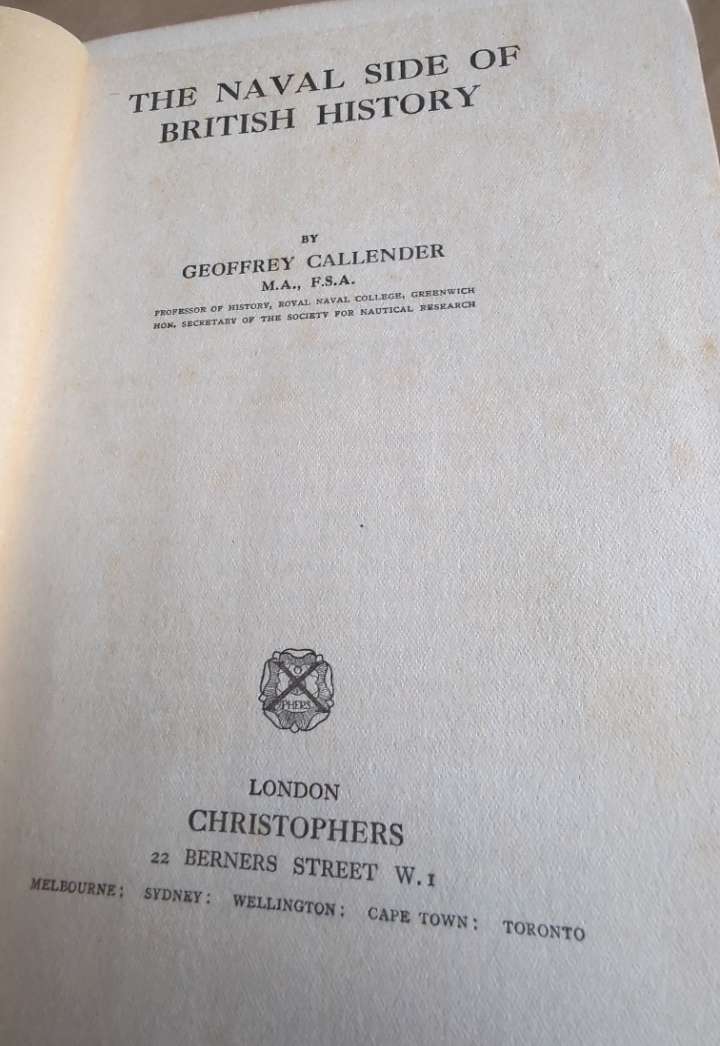 THE NAVAL SIDE OF
BRITISH HISTORY
BY
GEOFFREY CALLENDER
M.A., F.S.A.
PROFESSOR OF HISTORY, ROYAL NAVAL COLLEGE, GREENWICH
HON. SECRETARY OF THE SOCIETY FOR NAUTICAL RESEARCH
PHERS
LONDON
CHRISTOPHERS
22 BERNERS STREET W.1
MELBOURNE: SYDNEY: WELLINGTON: CAPE TOWN: TORONTO